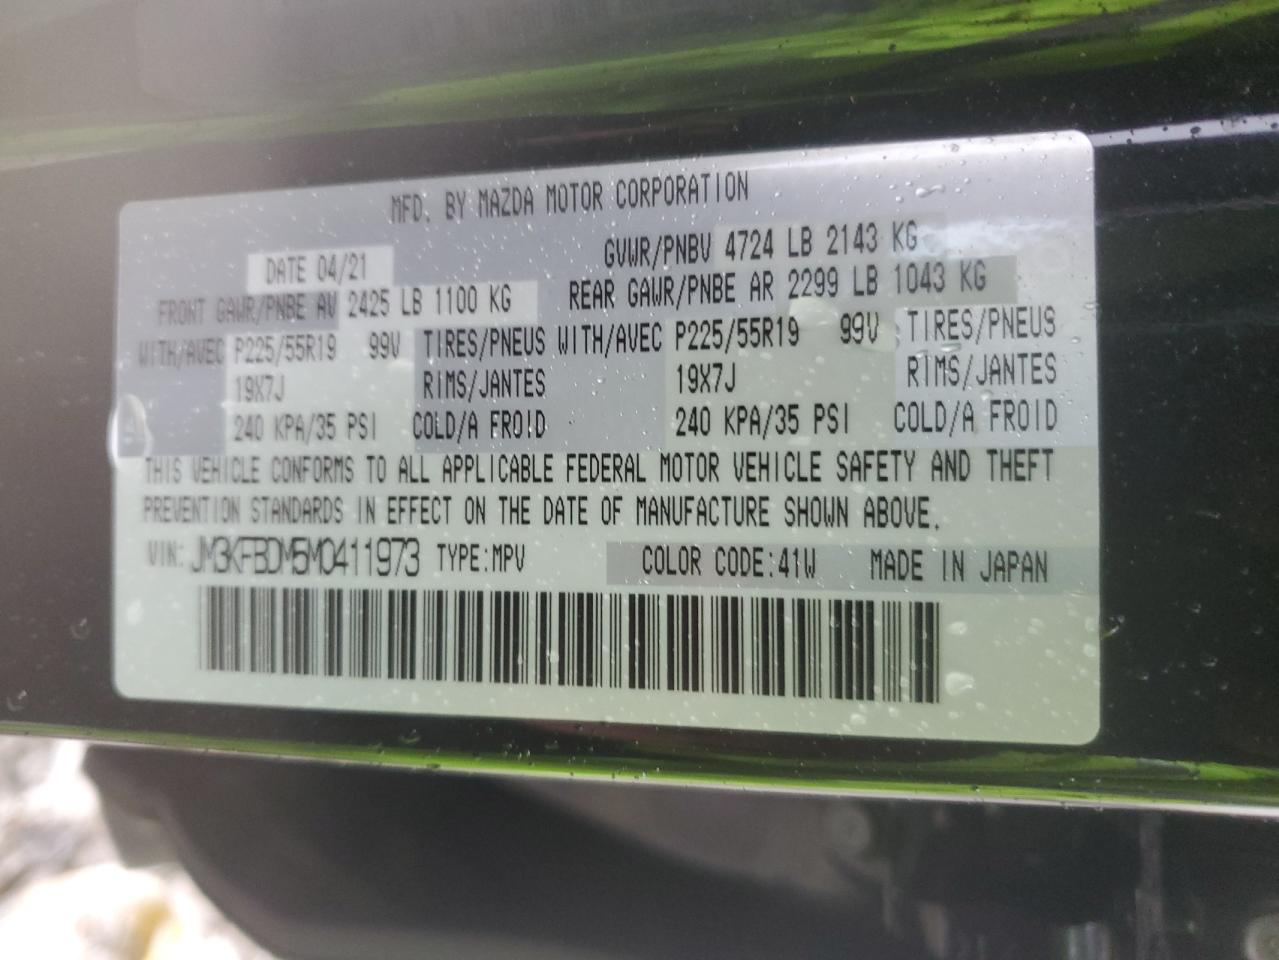 MFD. BY MAZDA MOTOR CORPORATION
DATE 04/21 GVWR/PNBV 4724 LB 2143 KG
FRONT GAWR/PNBE AV 2425 LB 1100 KG REAR GAWR/PNBE AR 2299 LB 1043 KG
WITH/AVEC P225/55R19 99V TIRES/PNEUS WITH/AVEC P225/55R19 99V TIRES/PNEUS
19X7J RIMS/JANTES 19X7J RIMS/JANTES
240 KPA/35 PSI COLD/A FROID 240 KPA/35 PSI COLD/A FROID
THIS VEHICLE CONFORMS TO ALL APPLICABLE FEDERAL MOTOR VEHICLE SAFETY AND THEFT
PREVENTION STANDARDS IN EFFECT ON THE DATE OF MANUFACTURE SHOWN ABOVE.
VIN: JM3KFBDM5M0411973 TYPE:MPV COLOR CODE:41W MADE IN JAPAN